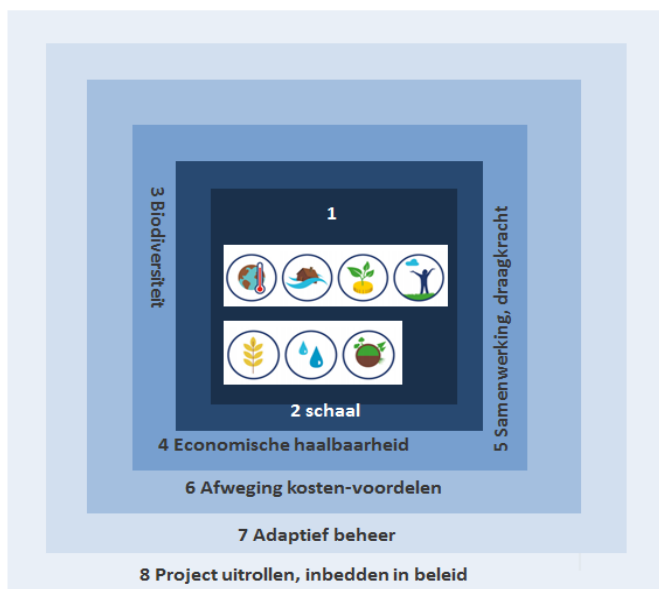 1
2 schaal
3 Biodiversiteit
4 Economische haalbaarheid
5 Samenwerking, draagkracht
6 Afweging kosten-voordelen
7 Adaptief beheer
8 Project uitrollen, inbedden in beleid